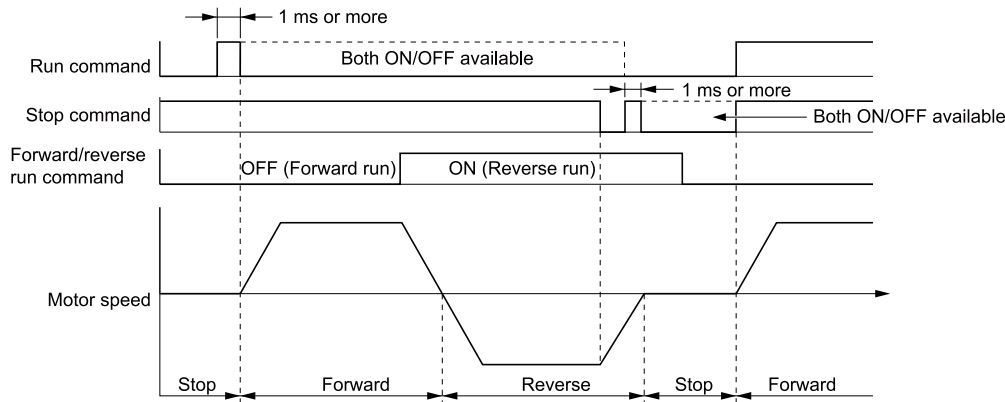 1 ms or more
Run command
Both ON/OFF available
1 ms or more
Stop command
Both ON/OFF available
Forward/reverse
run command
OFF (Forward run)
ON (Reverse run)
Motor speed
Stop
Forward
Reverse
Stop
Forward